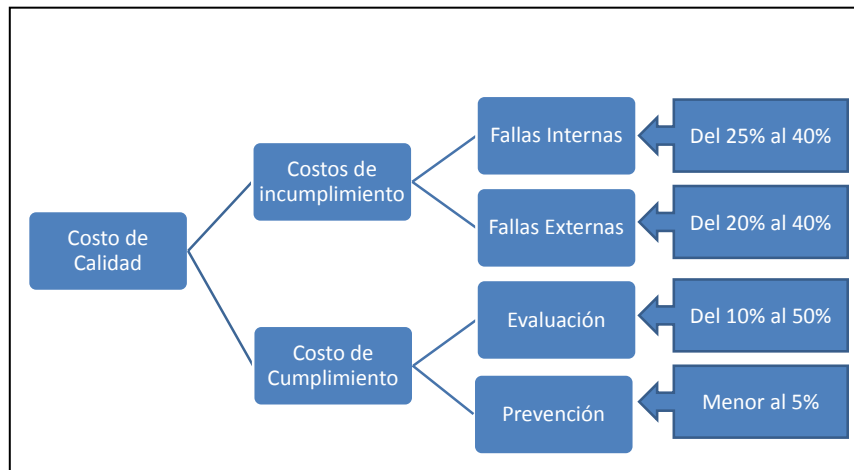 Costo de
Calidad
Costos de
incumplimiento
Fallas Internas
Del 25% al 40%
Fallas Externas
Del 20% al 40%
Costo de
Cumplimiento
Evaluación
Del 10% al 50%
Prevención
Menor al 5%